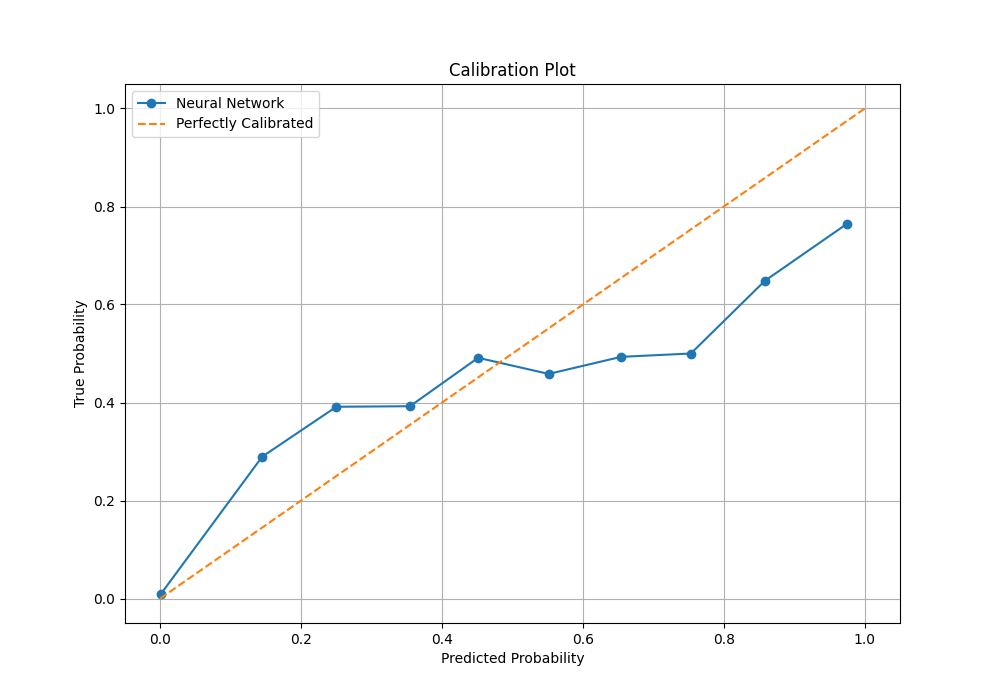 Calibration Plot
Neural Network
Perfectly Calibrated
1.0
0.8
0.6
0.4
0.2
0.0
True Probability
0.0 0.2 0.4 0.6 0.8 1.0
Predicted Probability